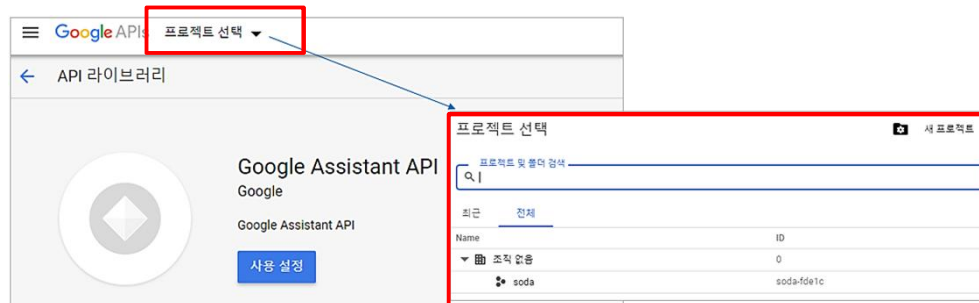 Google APIs 프로젝트 선택
API 라이브러리
Google Assistant API
Google
Google Assistant API
사용 설정
프로젝트 선택 새 프로젝트
프로젝트 및 폴더 검색
최근 전체
Name ID
조직 없음 0
soda soda-fde1c